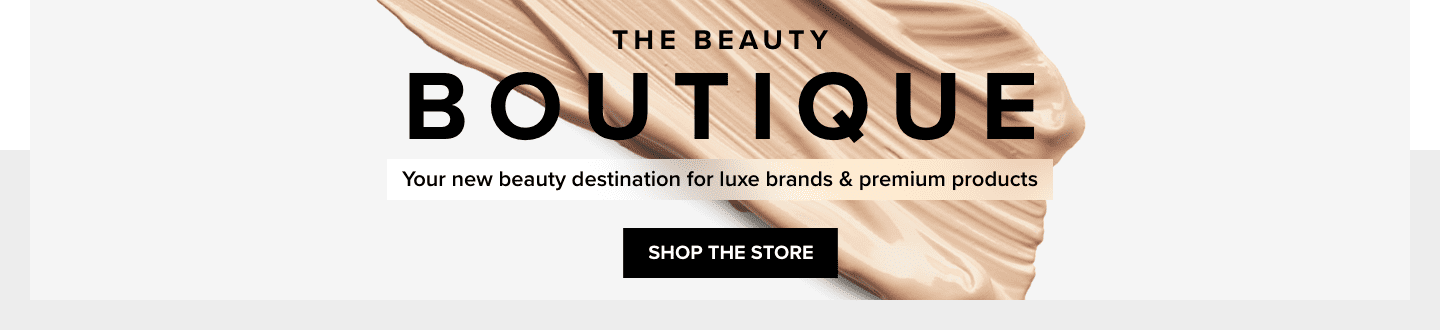 THE BEAUTY
BOUTIQUE
Your new beauty destination for luxe brands & premium products
SHOP THE STORE